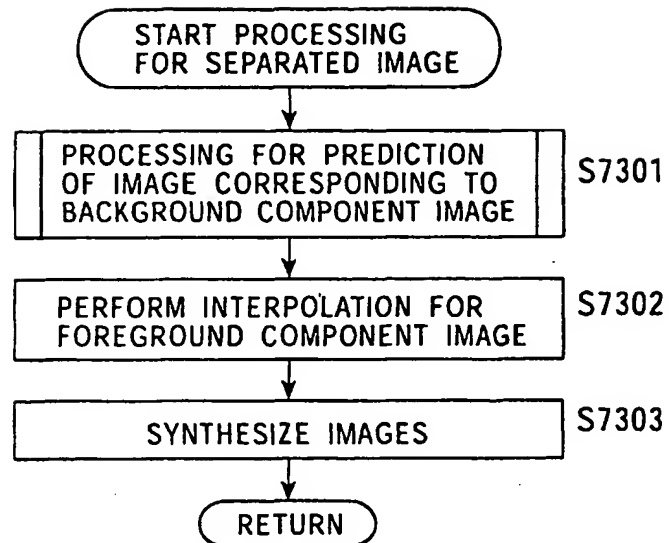 START PROCESSING
FOR SEPARATED IMAGE
PROCESSING FOR PREDICTION
OF IMAGE CORRESPONDING TO
BACKGROUND COMPONENT IMAGE
S7301
PERFORM INTERPOLATION FOR
FOREGROUND COMPONENT IMAGE
S7302
SYNTHESIZE IMAGES
S7303
RETURN